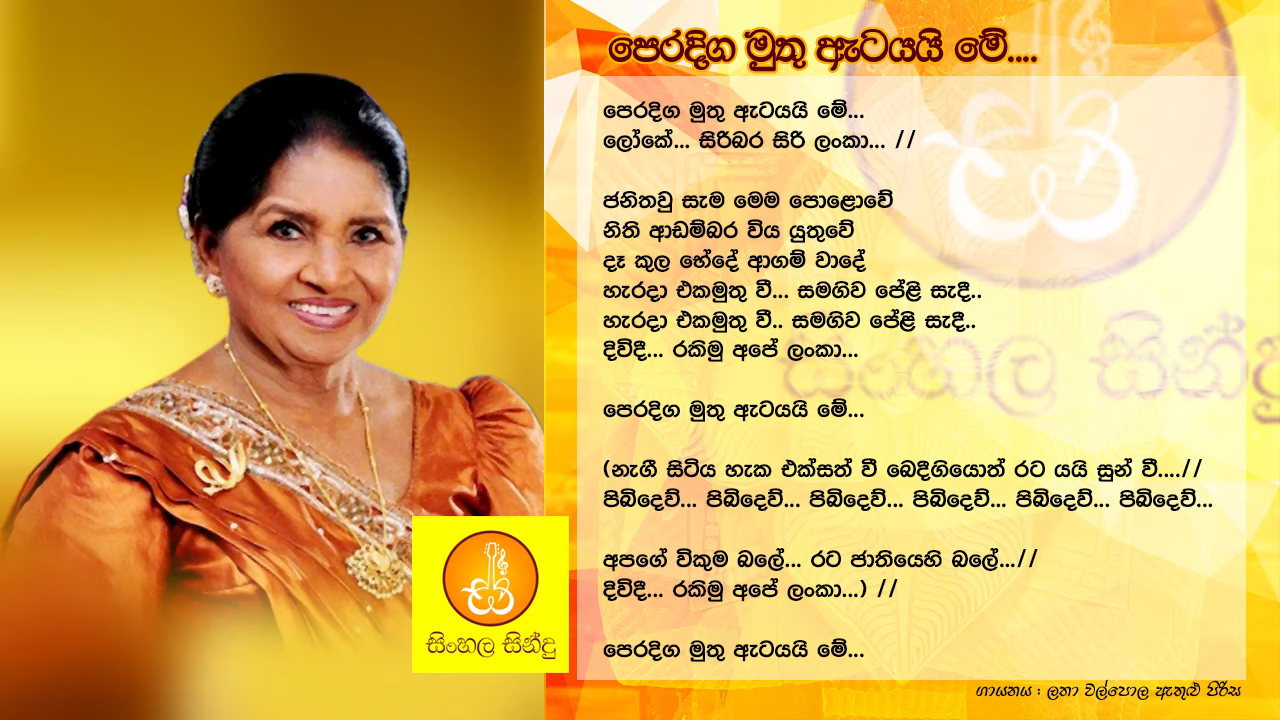 පෙරදිග මුතු ඇටයයි මේ....
පෙරදිග මුතු ඇටයයි මේ...
ලෝකේ... සිරිබර සිරි ලංකා... //
ජනිතවු සැම මෙම පොළොවේ
නිති ආඩම්බර විය යුතුවේ
දෑ කුල භේදේ ආගම් වාදේ
හැරදා එකමුතු වී... සමගිව පේළි සැදී..
හැරදා එකමුතු වී.. සමගිව පේළි සැදී..
දිවිදී... රකිමු අපේ ලංකා...
පෙරදිග මුතු ඇටයයි මේ...
(නැගී සිටිය හැක එක්සත් වී බෙදීගියොත් රට යයි සුන් වී....//
පිබිදෙව්... පිබිදෙව්... පිබිදෙව්... පිබිදෙව්... පිබිදෙව්... පිබිදෙව්...
අපගේ විකුම බලේ... රට ජාතියෙහි බලේ...//
දිවිදී... රකිමු අපේ ලංකා...) //
පෙරදිග මුතු ඇටයයි මේ...
සිංහල සින්දු
සිංහල සින්දු
ගායනය : ලතා වල්පොල ඇතුළු පිරිස